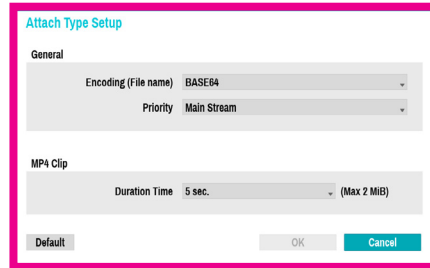 Attach Type Setup
General
Encoding (File name) BASE64
Priority Main Stream
MP4 Clip
Duration Time 5 sec. (Max 2 MiB)
Default OK Cancel